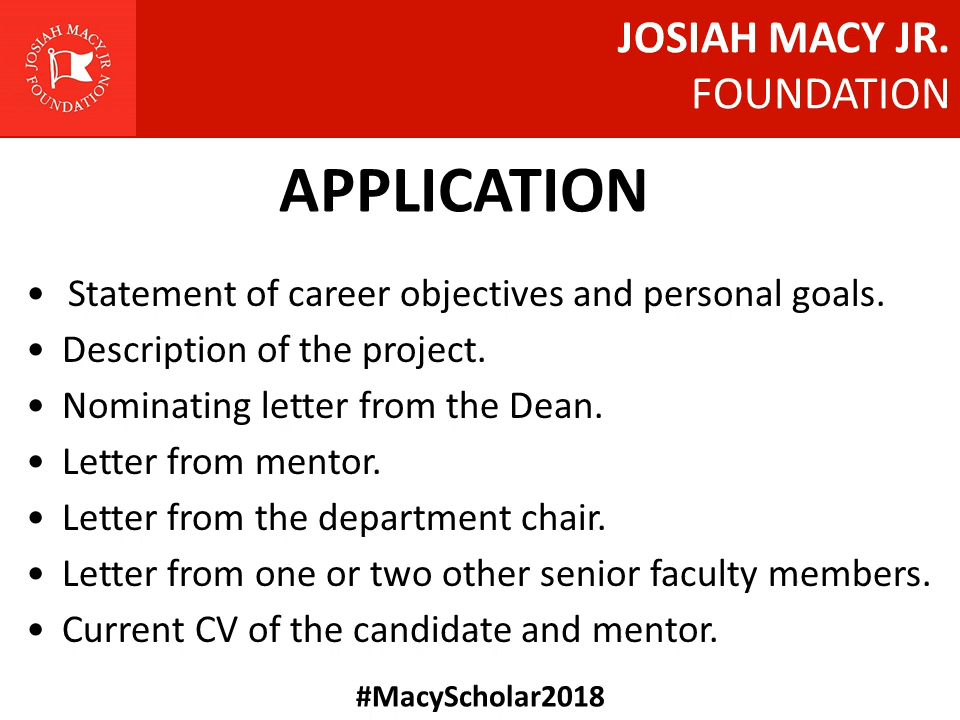 JOSIAH MACY JR
FOUNDATION
JOSIAH MACY JR.
FOUNDATION
APPLICATION
• Statement of career objectives and personal goals.
• Description of the project.
• Nominating letter from the Dean.
• Letter from mentor.
• Letter from the department chair.
• Letter from one or two other senior faculty members.
• Current CV of the candidate and mentor.
#MacyScholar2018